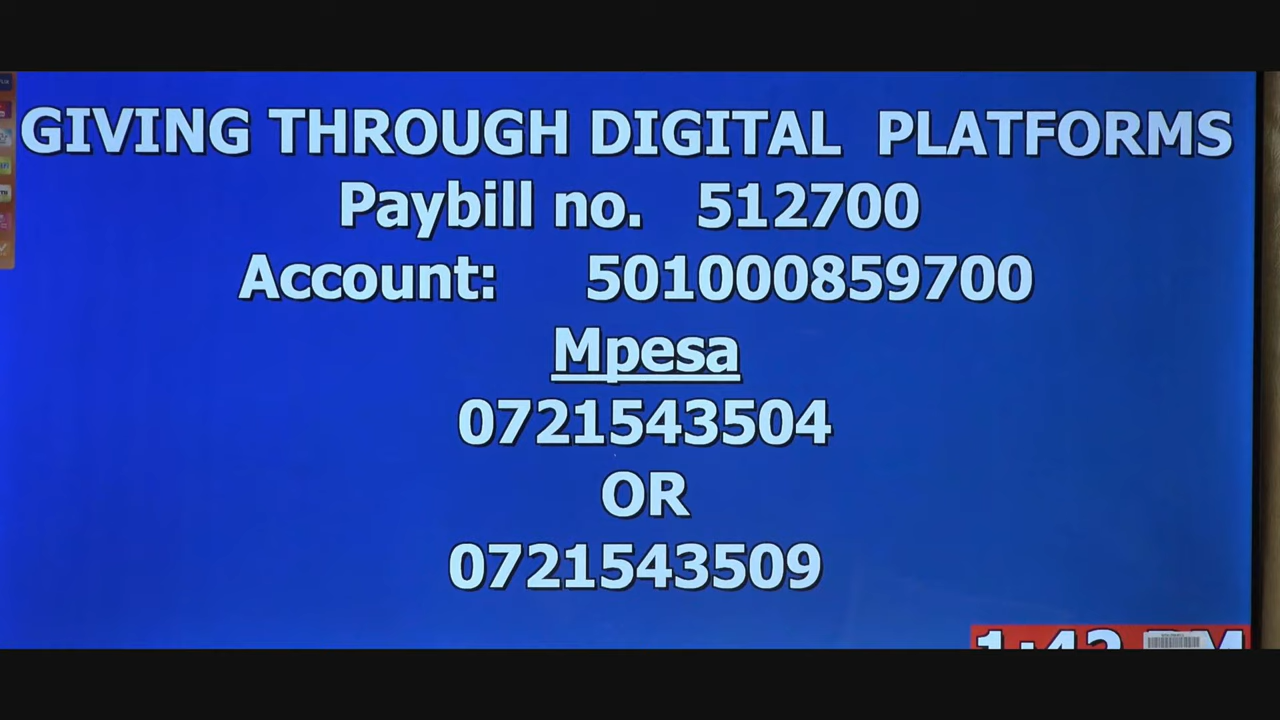 GIVING THROUGH DIGITAL PLATFORMS
Paybill no. 512700
Account: 501000859700
Mpesa
0721543504
OR
0721543509